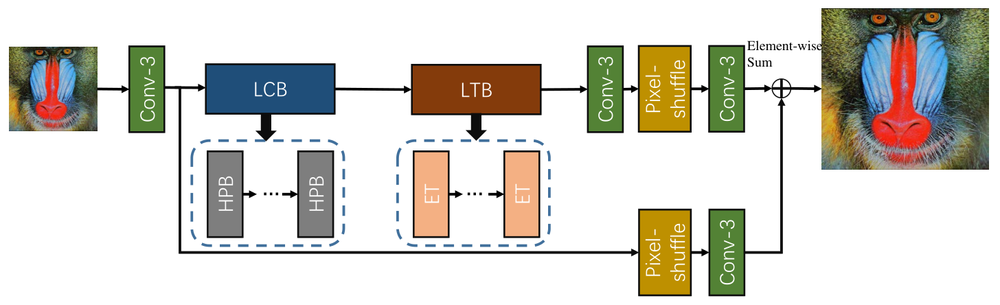 Conv-3
LCB
LTB
Conv-3
Pixel-
shuffle
Conv-3
Element-wise
Sum
HPB
····
HPB
ET
····
ET
Pixel-
shuffle
Conv-3